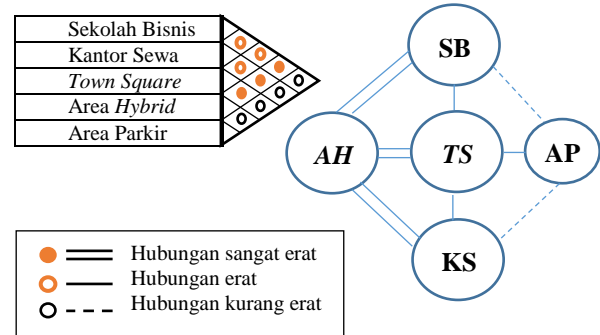 Sekolah Bisnis
Kantor Sewa
Town Square
Area Hybrid
Area Parkir
SB
AH
TS
AP
KS
Hubungan sangat erat
Hubungan erat
Hubungan kurang erat